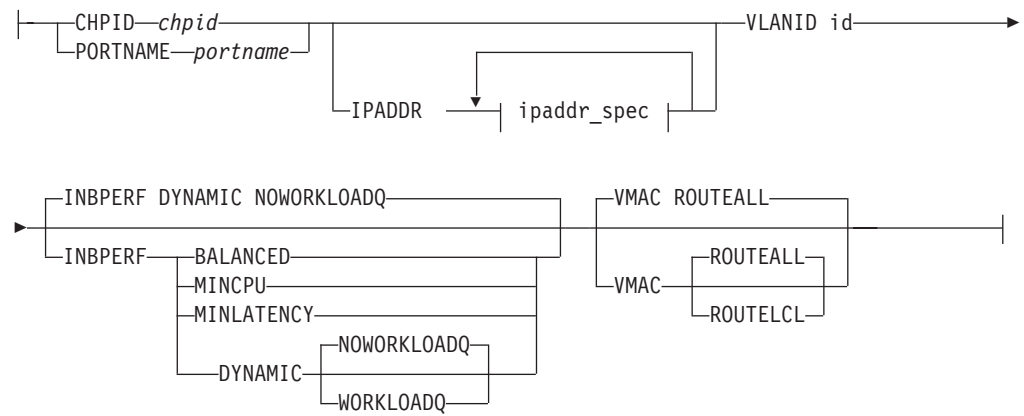 CHPID chpid
PORTNAME portname
VLANID id
IPADDR ipaddr_spec
INBPERF DYNAMIC NOWORKLOADQ
VMAC ROUTEALL
INBPERF BALANCED
MINCPU
MINLATENCY
DYNAMIC NOWORKLOADQ
WORKLOADQ
VMAC ROUTEALL
ROUTELCL